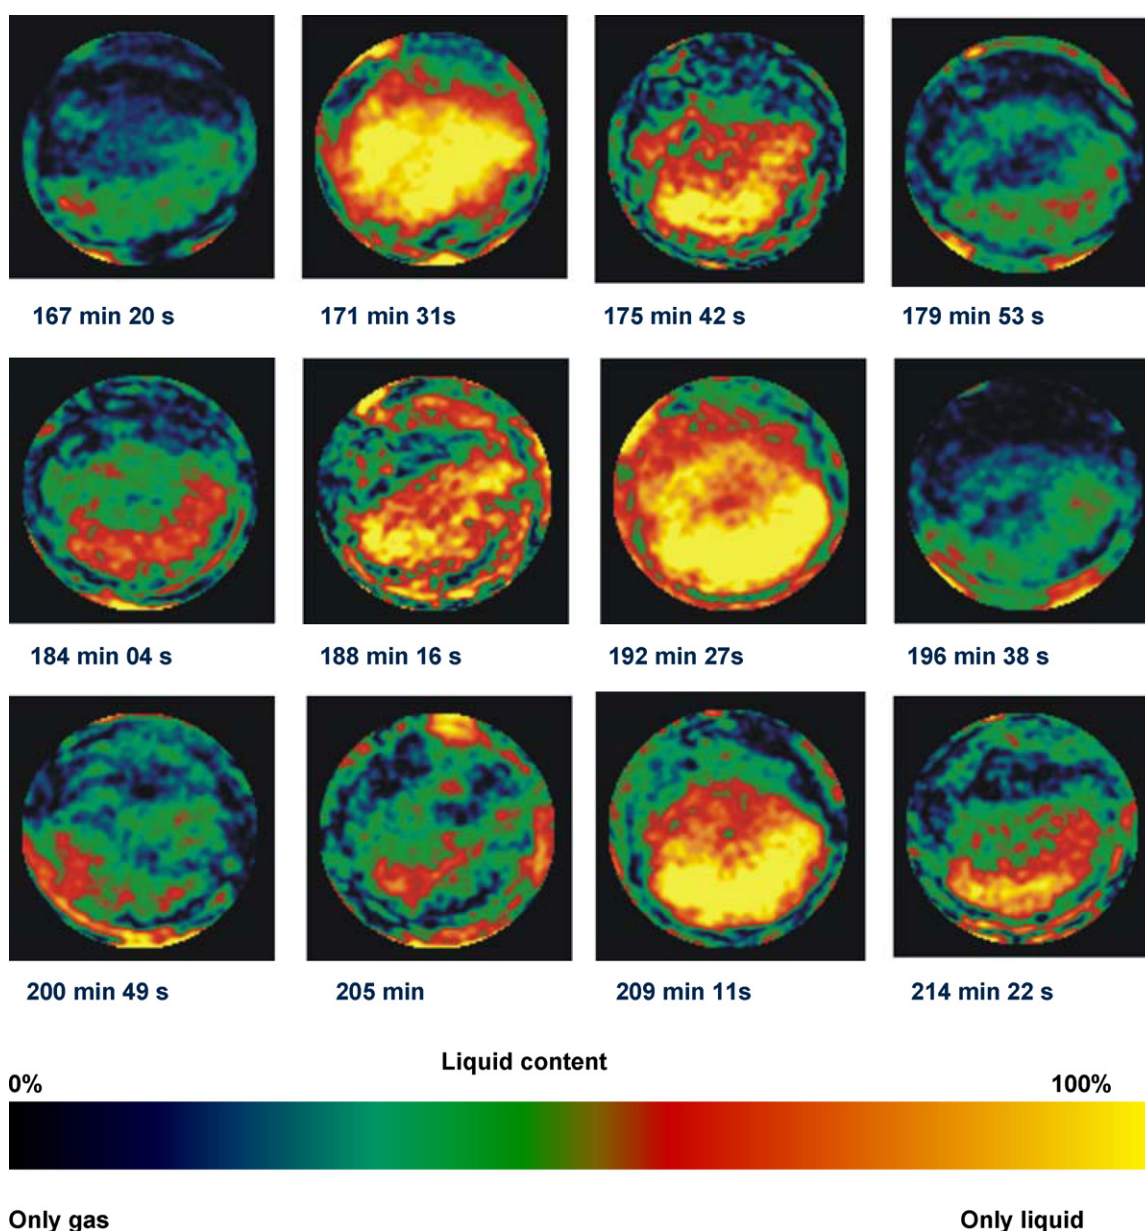 167 min 20 s 171 min 31s 175 min 42 s 179 min 53 s
184 min 04 s 188 min 16 s 192 min 27s 196 min 38 s
200 min 49 s 205 min 209 min 11s 214 min 22 s
Liquid content
0% 100%
Only gas Only liquid